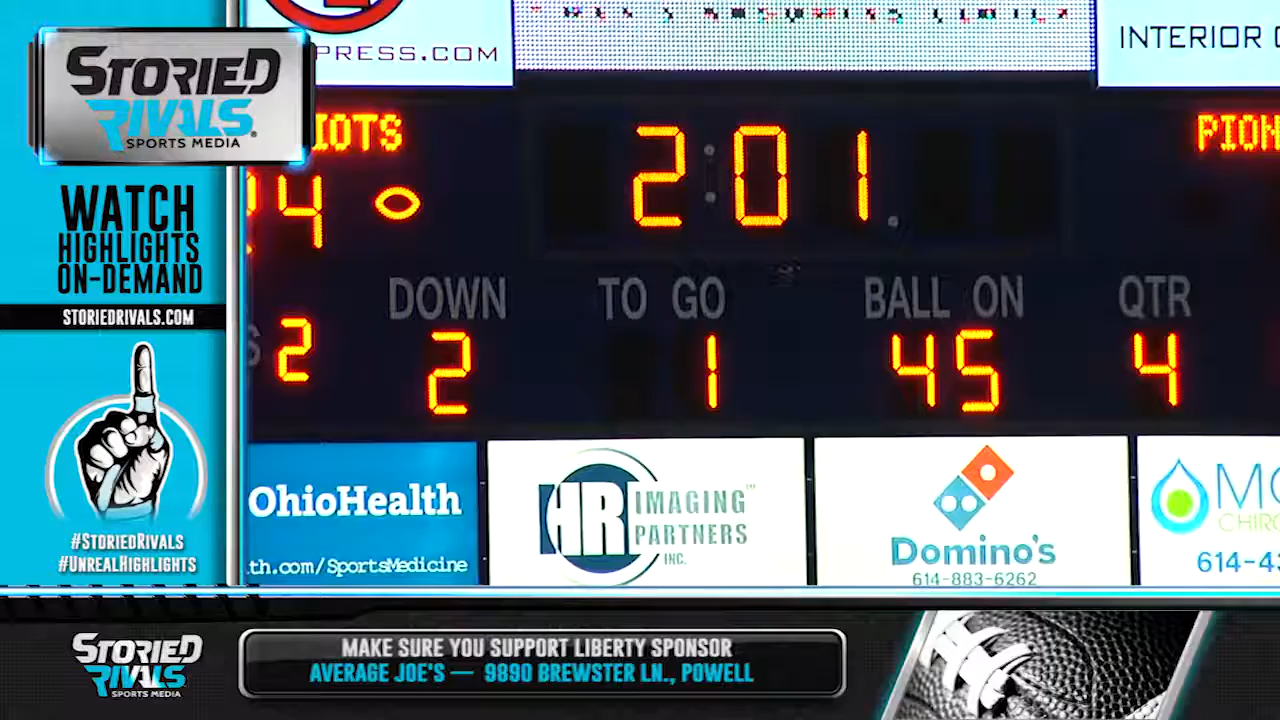 STORIED
RIVALS
SPORTS MEDIA
WATCH
HIGHLIGHTS
ON-DEMAND
STORIEDRIVALS.COM
#STORIEDRIVALS
#UNREALHIGHLIGHTS
PRESS.COM
INTERIOR
IOTS
2:01
PION
4
DOWN
TO GO
BALL ON
QTR
S
2
2
1
45
4
OhioHealth
th.com/SportsMedicine
HR IMAGING
PARTNERS
INC.
Domino's
614-883-6262
MO
CHIRO
614-43
STORIED
RIVALS
SPORTS MEDIA
MAKE SURE YOU SUPPORT LIBERTY SPONSOR
AVERAGE JOE'S — 9890 BREWSTER LN., POWELL